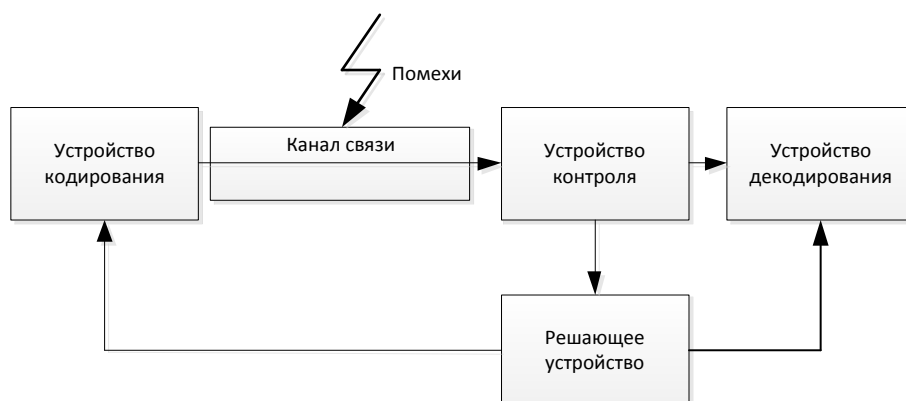 Помехи
Устройство
кодирования
Канал связи
Устройство
контроля
Устройство
декодирования
Решающее
устройство